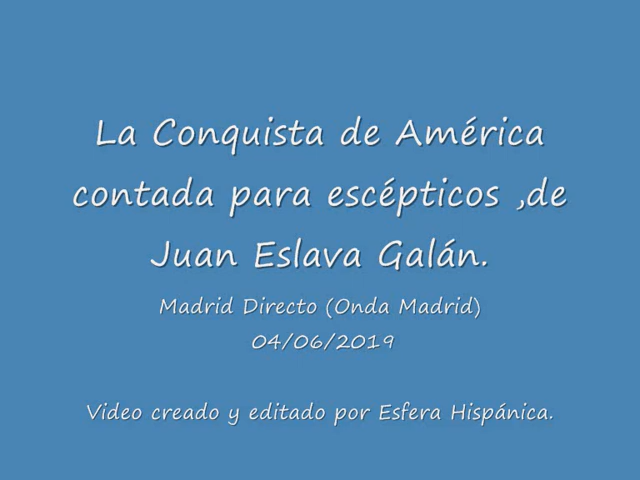 La Conquista de América
contada para escépticos ,de
Juan Eslava Galán.
Madrid Directo (Onda Madrid)
04/06/2019
Video creado y editado por Esfera Hispánica.